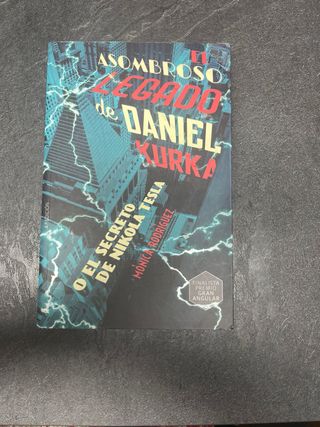 EL
ASOMBROSO
LEGADO
de DANIEL
KURKA
O EL SECRETO
DE NIKOLA TESLA
MÓNICA RODRÍGUEZ
FINALISTA
PREMIO
GRAN
ANGULAR